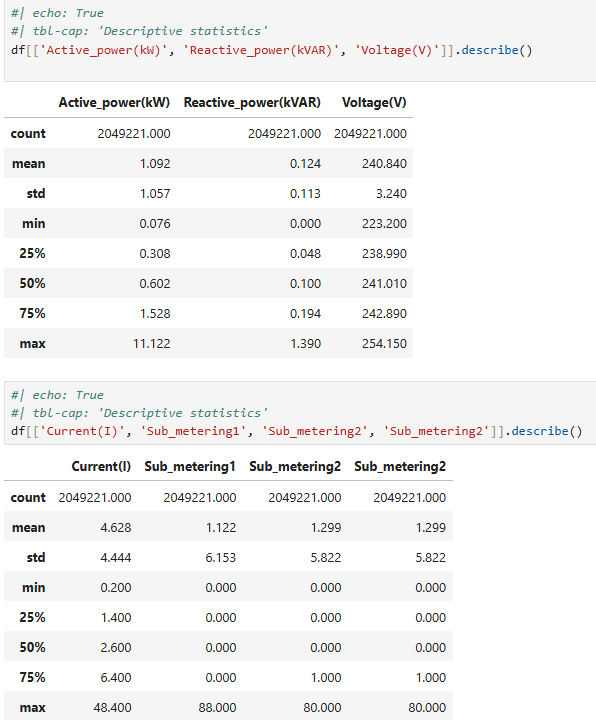 #| echo: True
#| tbl-cap: 'Descriptive statistics'
df[['Active_power(kW)', 'Reactive_power(kVAR)', 'Voltage(V)']].describe()
Active_power(kW) Reactive_power(kVAR) Voltage(V)
count 2049221.000 2049221.000 2049221.000
mean 1.092 0.124 240.840
std 1.057 0.113 3.240
min 0.076 0.000 223.200
25% 0.308 0.048 238.990
50% 0.602 0.100 241.010
75% 1.528 0.194 242.890
max 11.122 1.390 254.150
#| echo: True
#| tbl-cap: 'Descriptive statistics'
df[['Current(I)', 'Sub_metering1', 'Sub_metering2', 'Sub_metering2']].describe()
Current(I) Sub_metering1 Sub_metering2 Sub_metering2
count 2049221.000 2049221.000 2049221.000 2049221.000
mean 4.628 1.122 1.299 1.299
std 4.444 6.153 5.822 5.822
min 0.200 0.000 0.000 0.000
25% 1.400 0.000 0.000 0.000
50% 2.600 0.000 0.000 0.000
75% 6.400 0.000 1.000 1.000
max 48.400 88.000 80.000 80.000